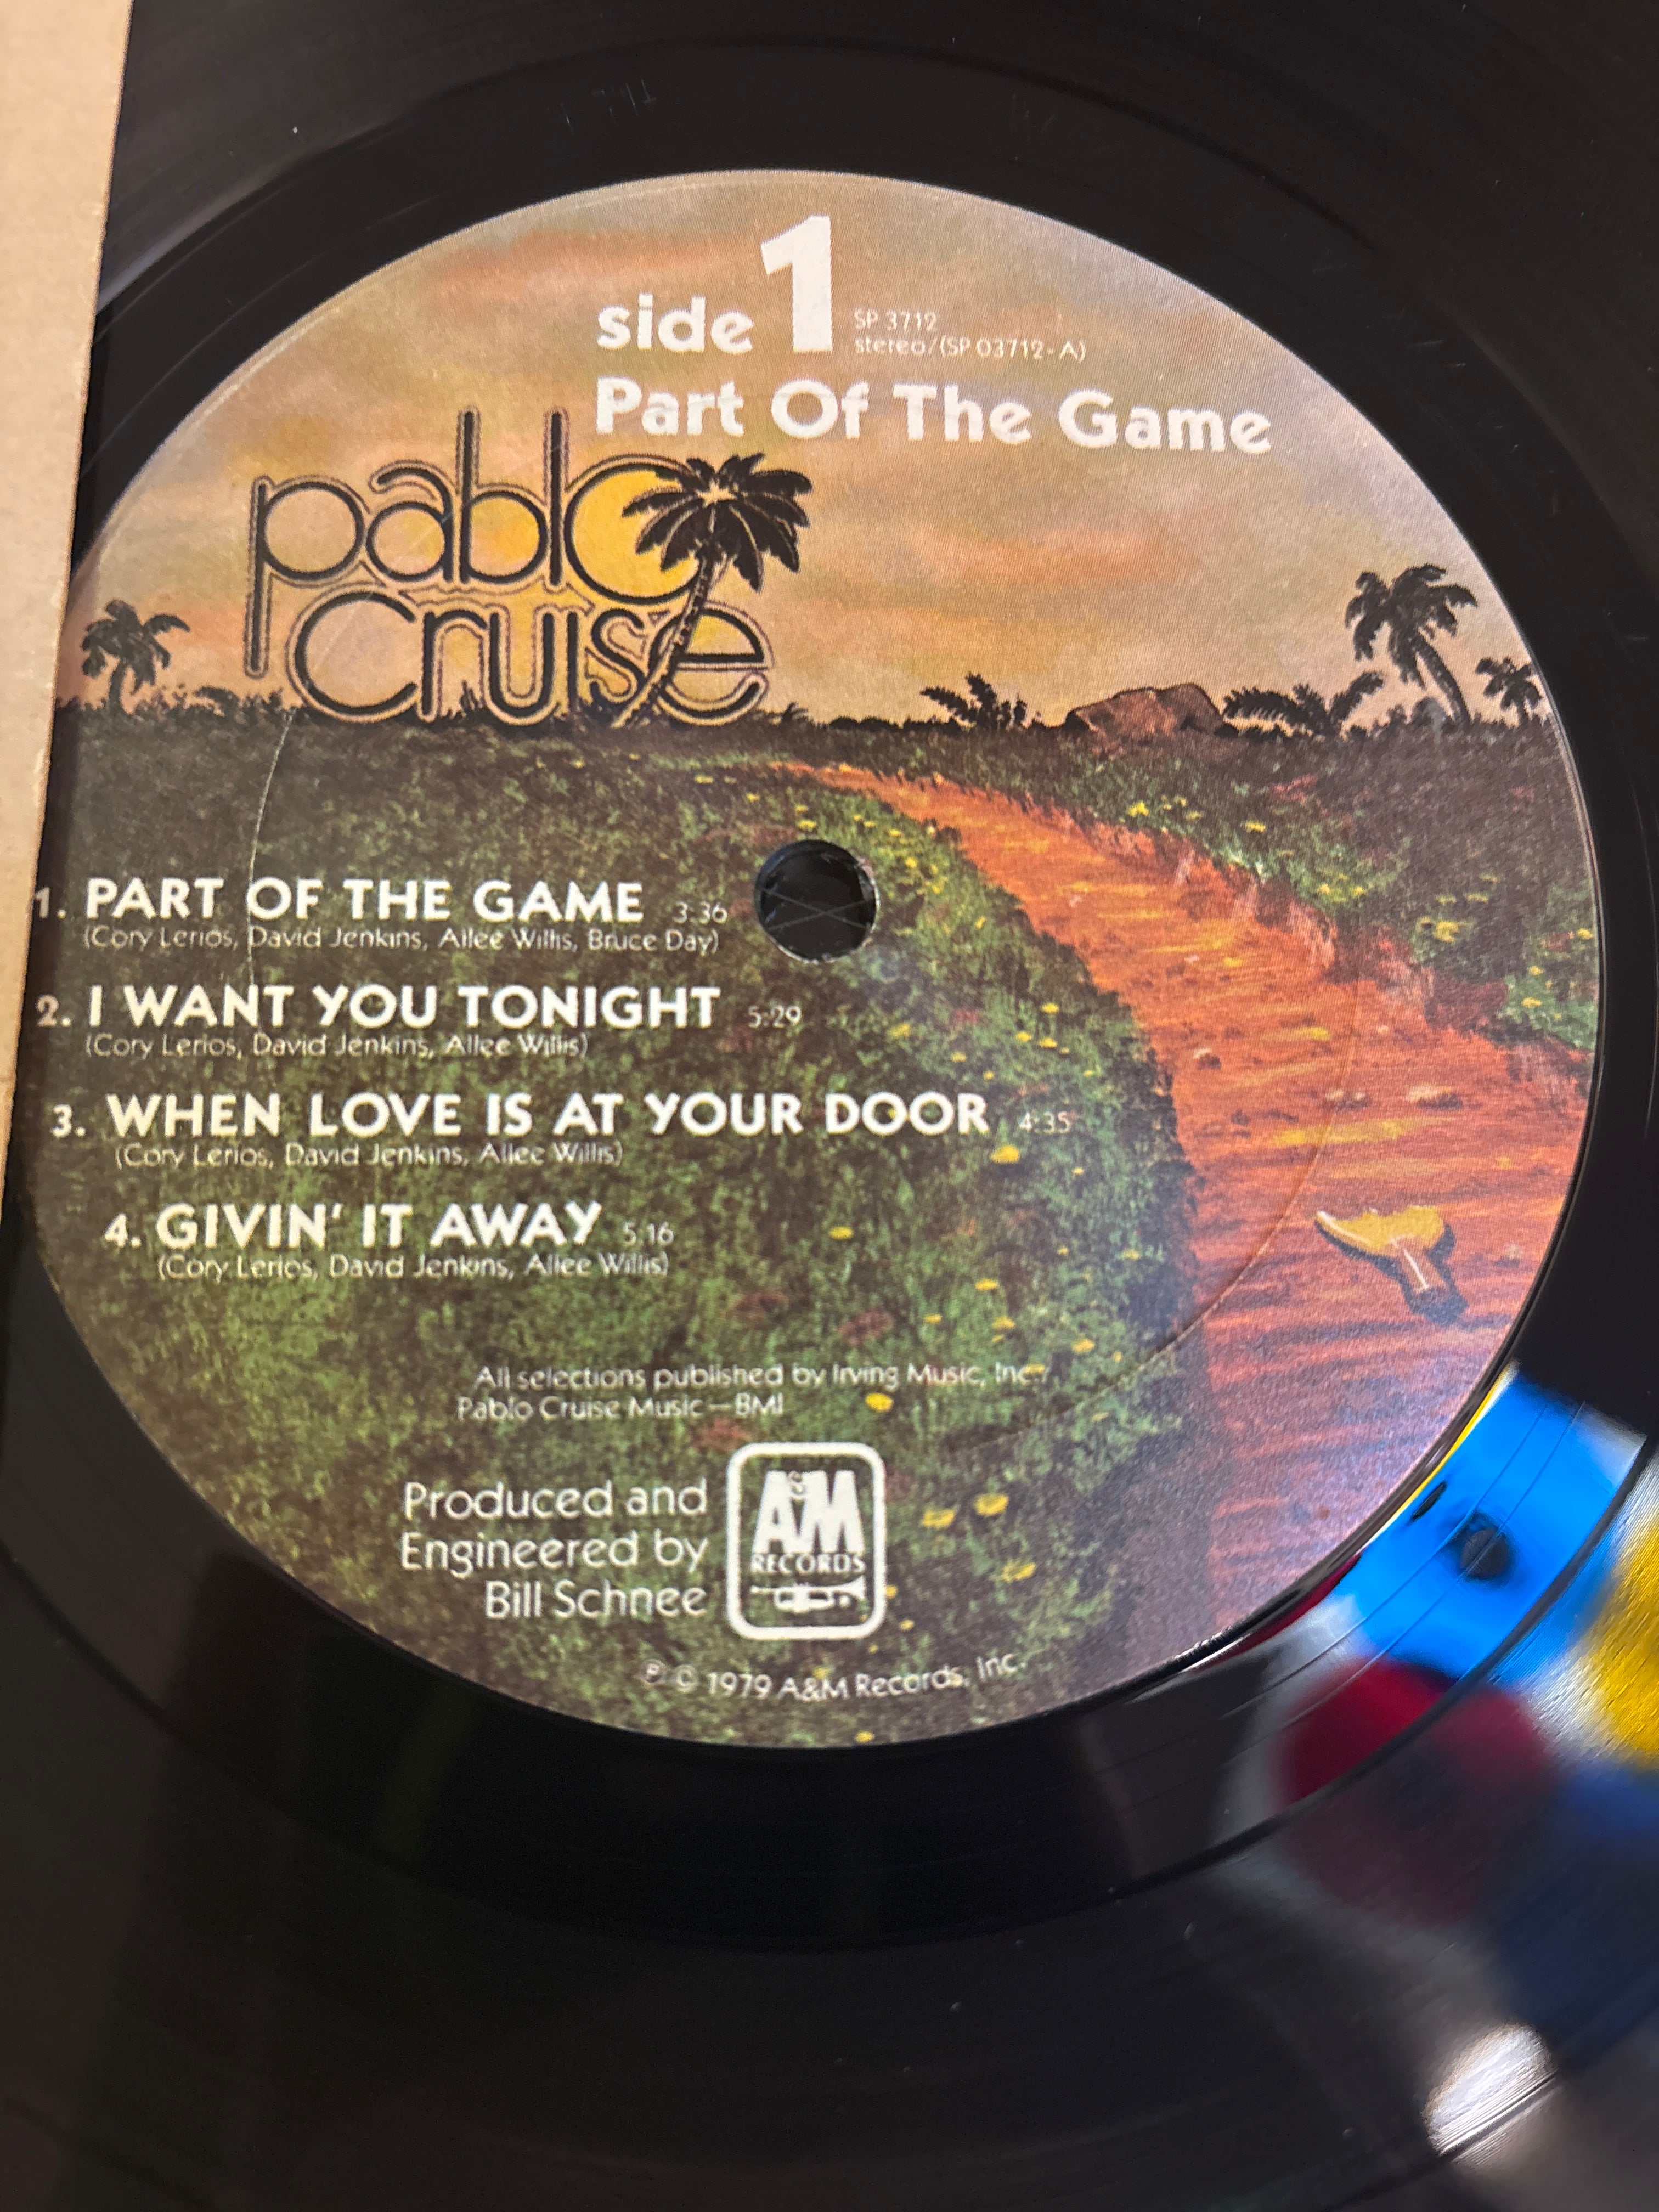 side 1
SP 3712
stereo/(SP 03712-A)
Part Of The Game
pablo
cruise
1. PART OF THE GAME 3:36
(Cory Lerios, David Jenkins, Allee Willis, Bruce Day)
2. I WANT YOU TONIGHT 5:29
(Cory Lerios, David Jenkins, Allee Willis)
3. WHEN LOVE IS AT YOUR DOOR 4:35
(Cory Lerios, David Jenkins, Allee Willis)
4. GIVIN' IT AWAY 5:16
(Cory Lerios, David Jenkins, Allee Willis)
All selections published by Irving Music, Inc./
Pablo Cruise Music—BMI
Produced and
Engineered by
Bill Schnee
A&M
RECORDS
℗ © 1979 A&M Records, Inc.